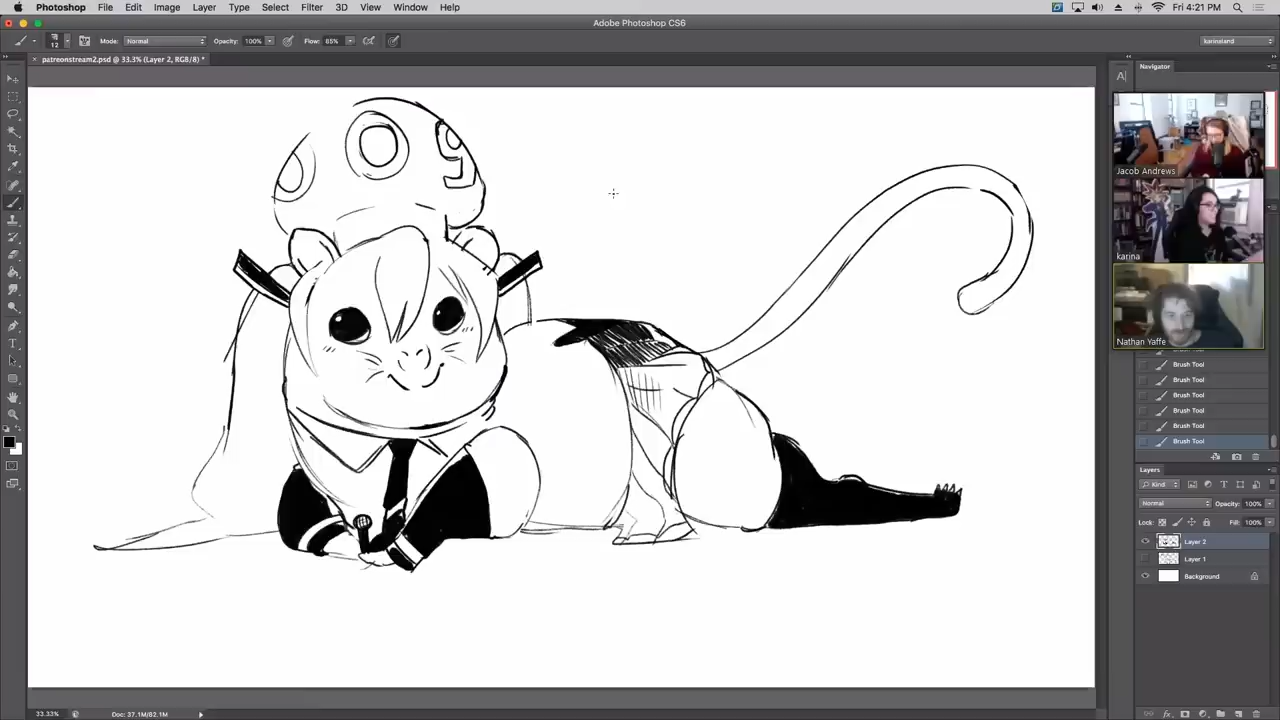 Photoshop File Edit Image Layer Type Select Filter 3D View Window Help Fri 4:21 PM
Adobe Photoshop CS6
12 Mode: Normal Opacity: 100% Flow: 85% karinsland
× patreonstream2.psd @ 33.3% (Layer 2, RGB/8) *
A Navigator
Jacob Andrews
karina
Nathan Yaffe
Brush Tool
Brush Tool
Brush Tool
Brush Tool
Brush Tool
Brush Tool
Layers
Kind
Normal Opacity: 100%
Lock: Fill: 100%
Layer 2
Layer 1
Background
33.33% Doc: 37.1M/82.1M